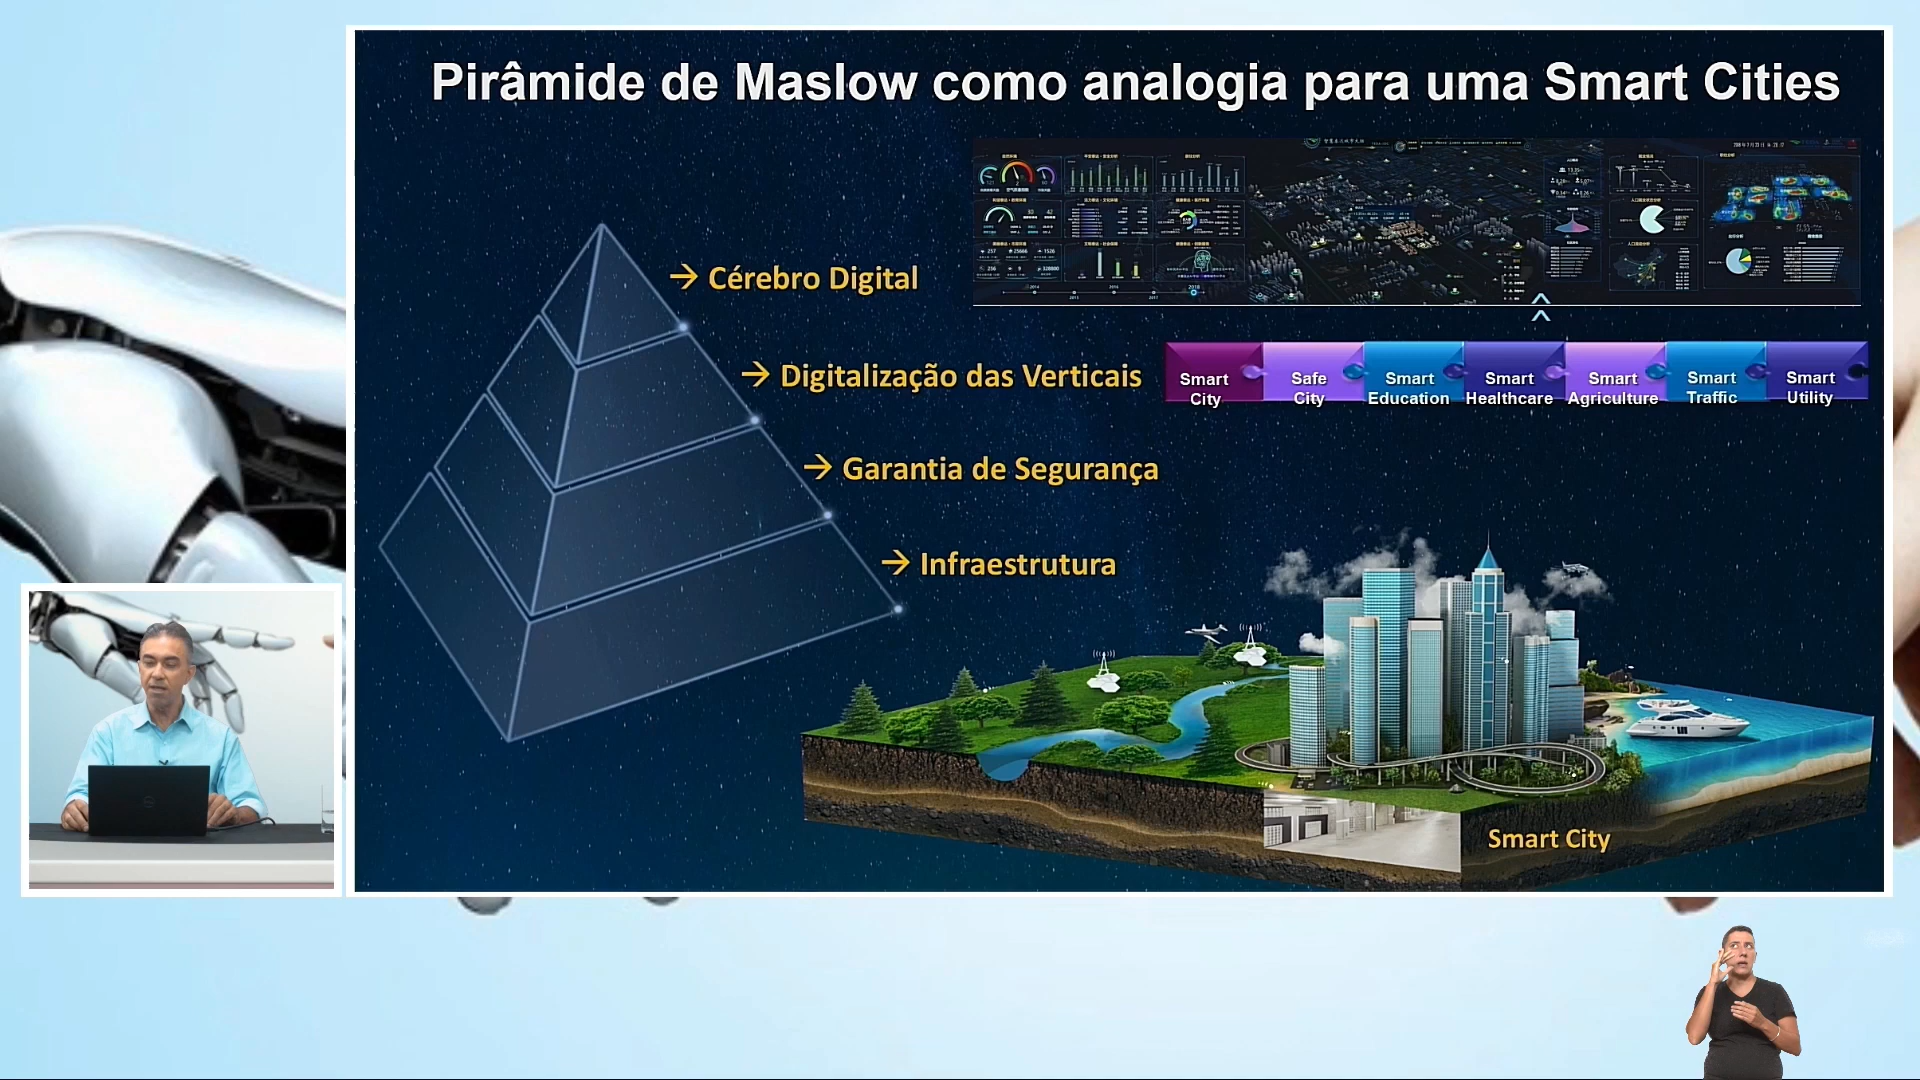 Pirâmide de Maslow como analogia para uma Smart Cities
→ Cérebro Digital
→ Digitalização das Verticais
Smart City
Safe City
Smart Education
Smart Healthcare
Smart Agriculture
Smart Traffic
Smart Utility
→ Garantia de Segurança
→ Infraestrutura
Smart City